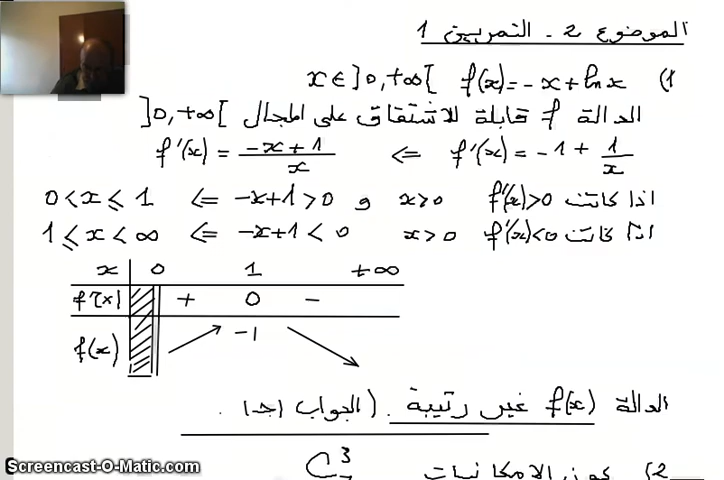 الموضوع 2 - التمرين 1
1) f(x) = -x + ln x   x ∈ ]0, +∞[
الدالة f قابلة للاشتقاق على المجال ]0, +∞[
f'(x) = -1 + 1/x ⇐ f'(x) = (-x+1)/x
اذا كانت f'(x)>0   x>0 و -x+1>0 ⇐ 0<x⩽1
اذا كانت f'(x)<0   x>0   -x+1<0 ⇐ 1⩽x<∞
x 0 1 +∞
f'(x) + 0 -
f(x) -1
الدالة f(x) غير رتيبة. (الجواب
2) كون الامكانيات
Screencast-O-Matic.com